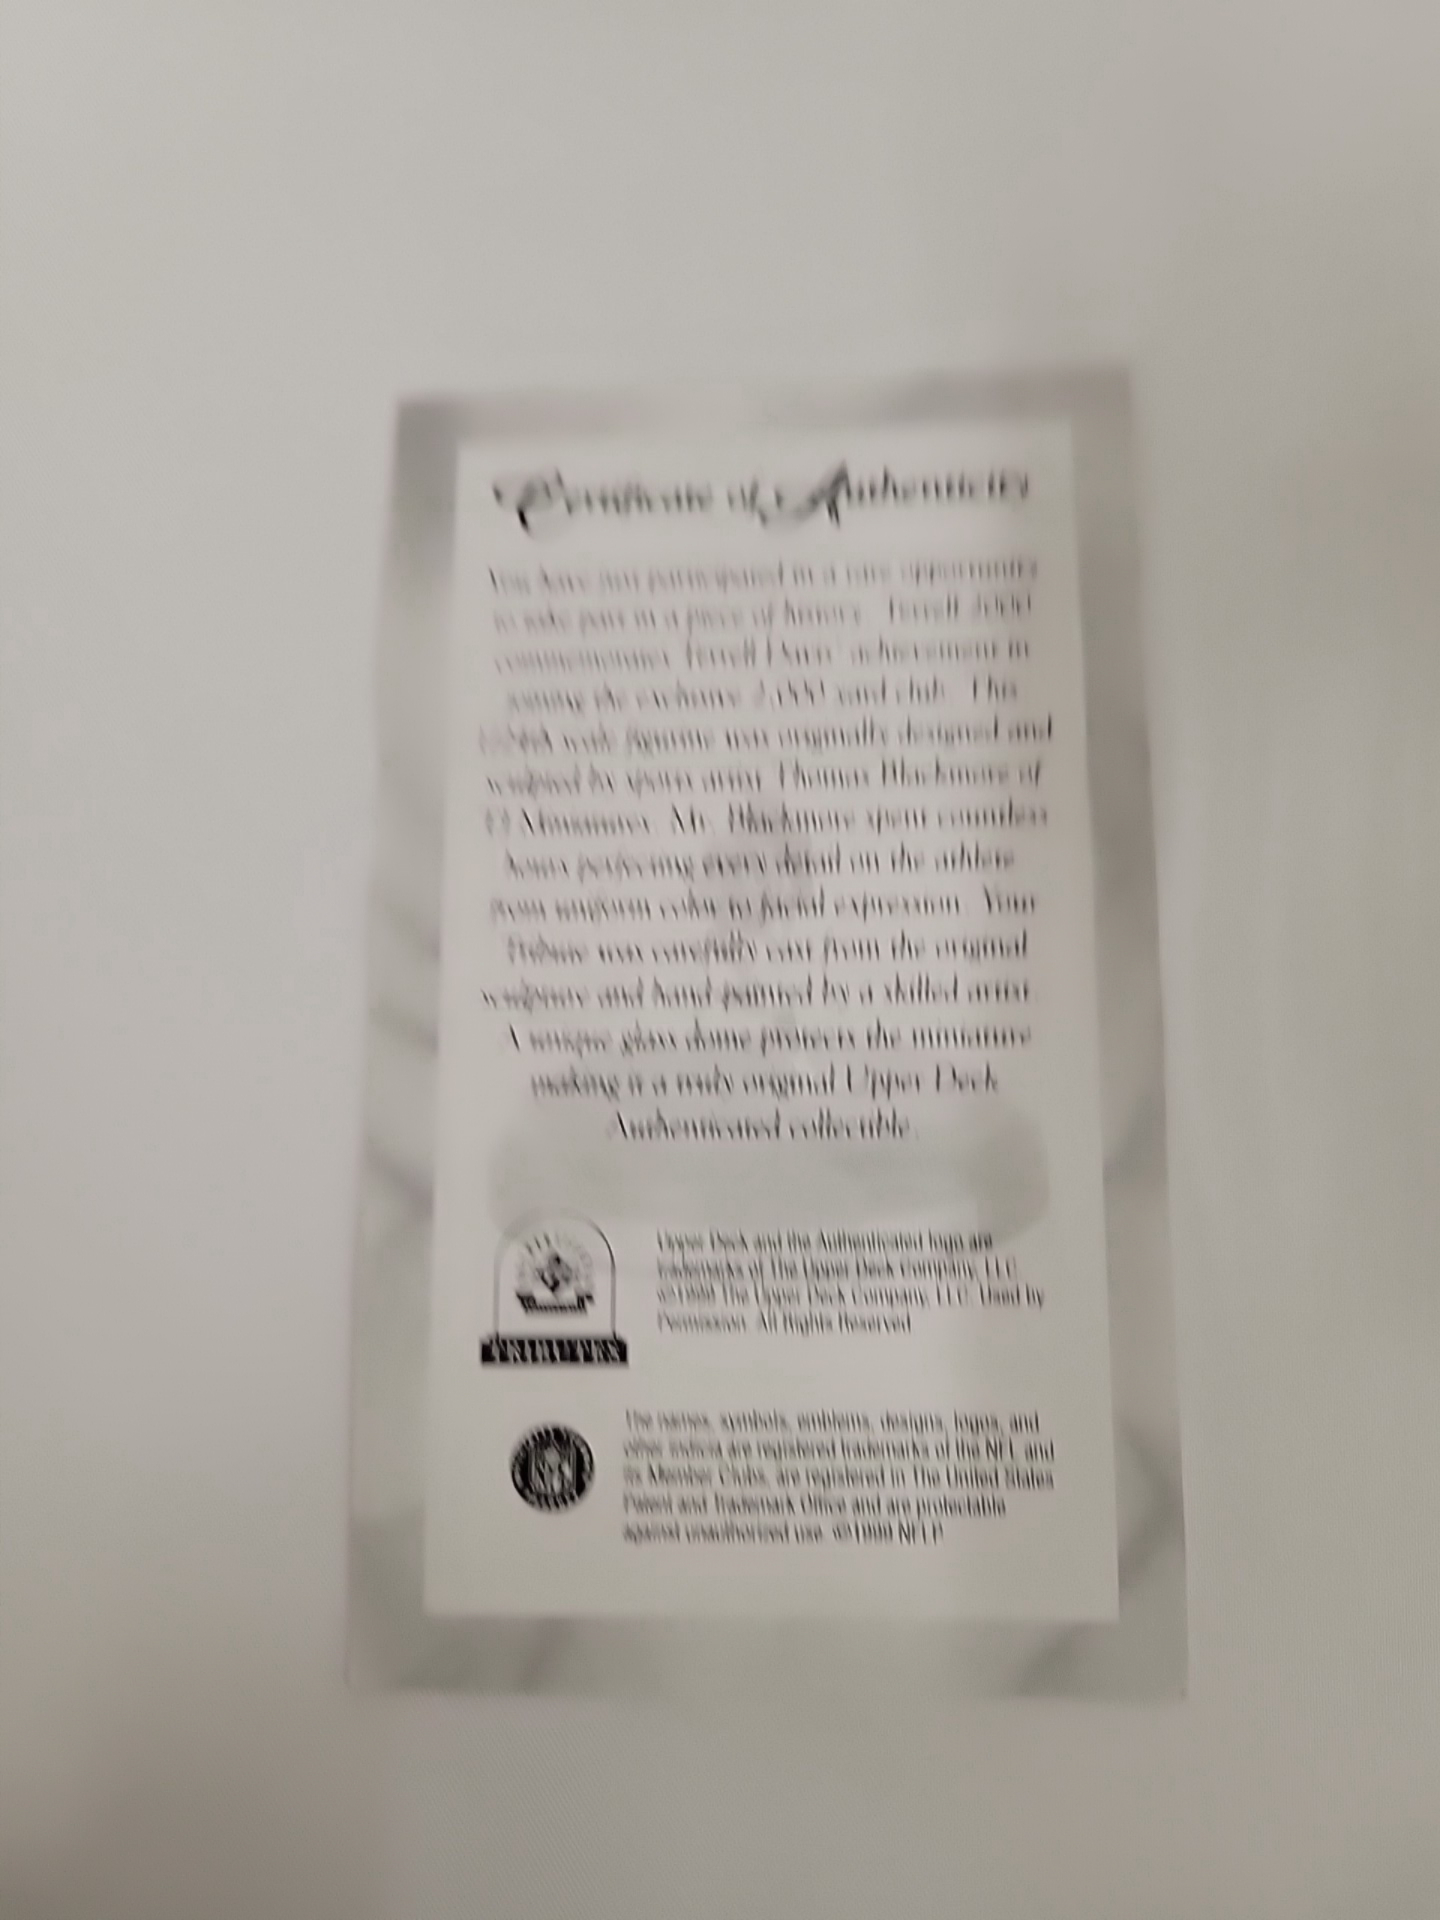 Certificate of Authenticity
You have just participated in a rare opportunity
to take part in a piece of history. Terrell 2000
commemorates Terrell Davis' achievement in
joining the exclusive 2,000 yard club. This
scale figurine was originally designed and
sculpted by sports artist Thomas Blackmore of
Mr. Blackmore spent countless
hours perfecting every detail on the athlete
from uniform color to facial expression. Your
Tribute was carefully cast from the original
sculpture and hand-painted by a skilled artist.
A unique glass dome protects the miniature
making it a truly original Upper Deck
Authenticated collectible.
Upper Deck and the Authenticated logo are
trademarks of The Upper Deck Company, LLC.
©1999 The Upper Deck Company, LLC. Used by
Permission. All Rights Reserved
TRIBUTES
The names, symbols, emblems, designs, logos, and
other indicia are registered trademarks of the NFL and
its Member Clubs, are registered in The United States
Patent and Trademark Office and are protectable
against unauthorized use. ©1999 NFLP